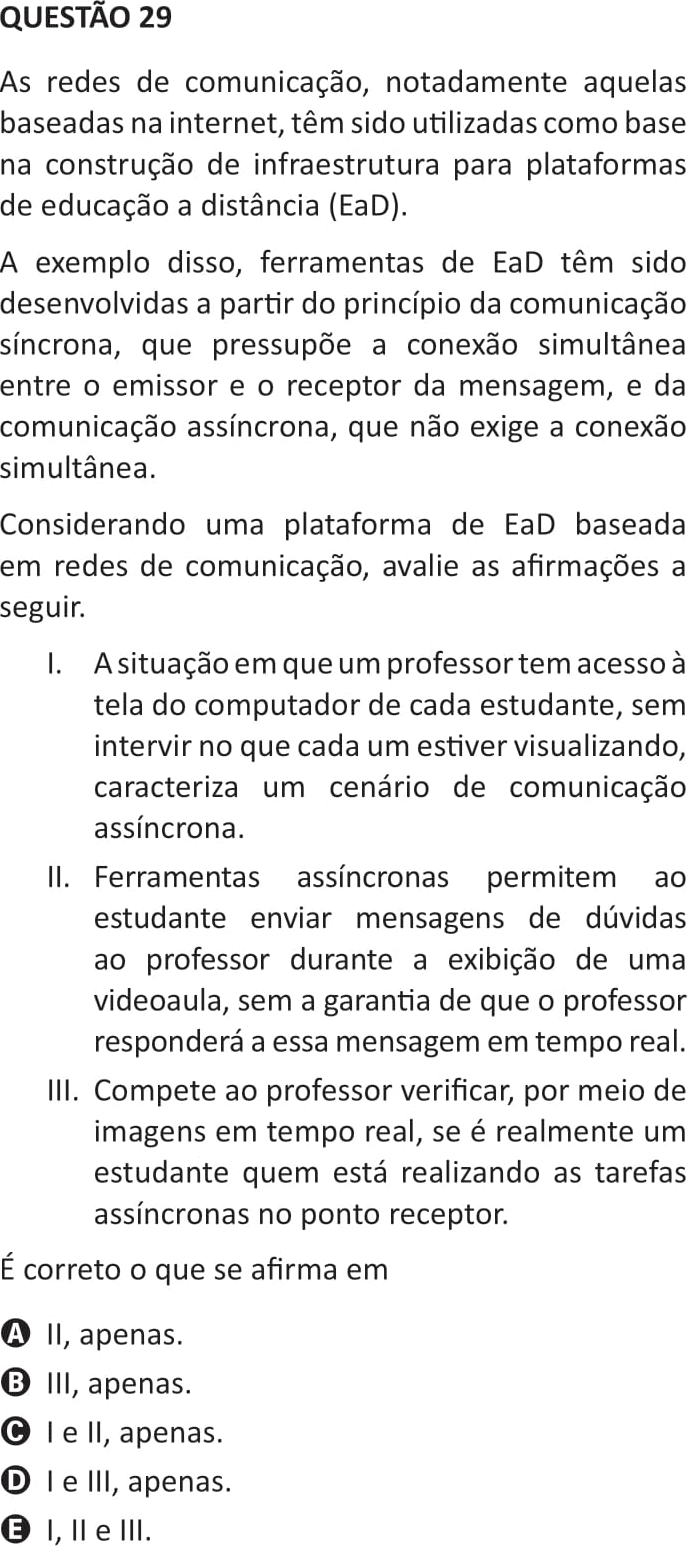 QUESTÃO 29
As redes de comunicação, notadamente aquelas
baseadas na internet, têm sido utilizadas como base
na construção de infraestrutura para plataformas
de educação a distância (EaD).
A exemplo disso, ferramentas de EaD têm sido
desenvolvidas a partir do princípio da comunicação
síncrona, que pressupõe a conexão simultânea
entre o emissor e o receptor da mensagem, e da
comunicação assíncrona, que não exige a conexão
simultânea.
Considerando uma plataforma de EaD baseada
em redes de comunicação, avalie as afirmações a
seguir.
I. A situação em que um professor tem acesso à
tela do computador de cada estudante, sem
intervir no que cada um estiver visualizando,
caracteriza um cenário de comunicação
assíncrona.
II. Ferramentas assíncronas permitem ao
estudante enviar mensagens de dúvidas
ao professor durante a exibição de uma
videoaula, sem a garantia de que o professor
responderá a essa mensagem em tempo real.
III. Compete ao professor verificar, por meio de
imagens em tempo real, se é realmente um
estudante quem está realizando as tarefas
assíncronas no ponto receptor.
É correto o que se afirma em
A II, apenas.
B III, apenas.
C I e II, apenas.
D I e III, apenas.
E I, II e III.